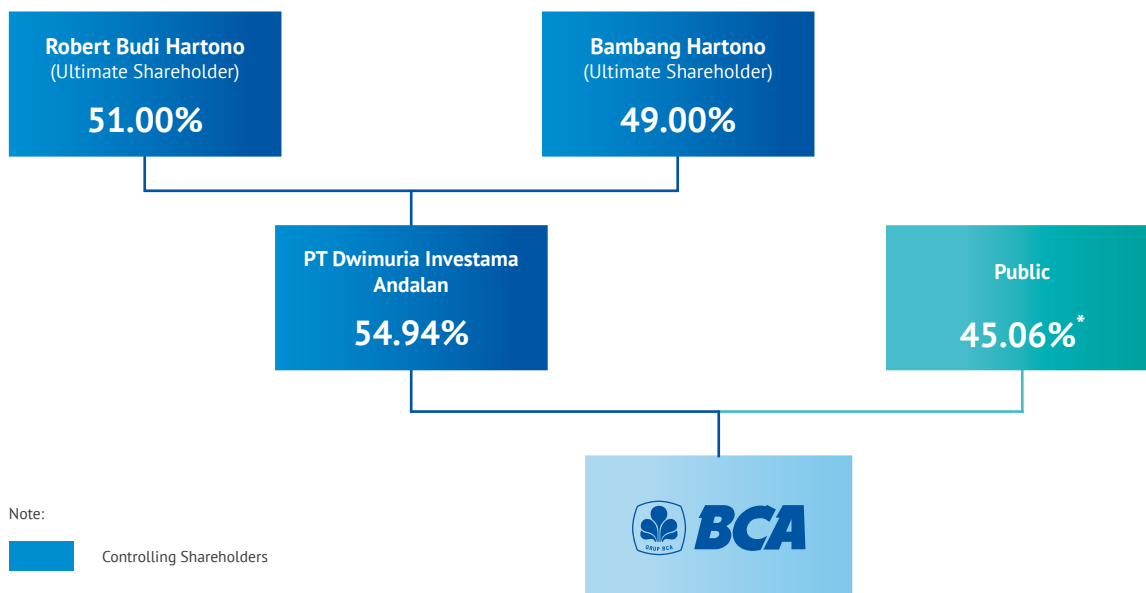 Robert Budi Hartono
(Ultimate Shareholder)
51.00%
Bambang Hartono
(Ultimate Shareholder)
49.00%
PT Dwimuria Investama
Andalan
54.94%
Public
45.06%*
GRUP BCA
BCA
Note:
Controlling Shareholders